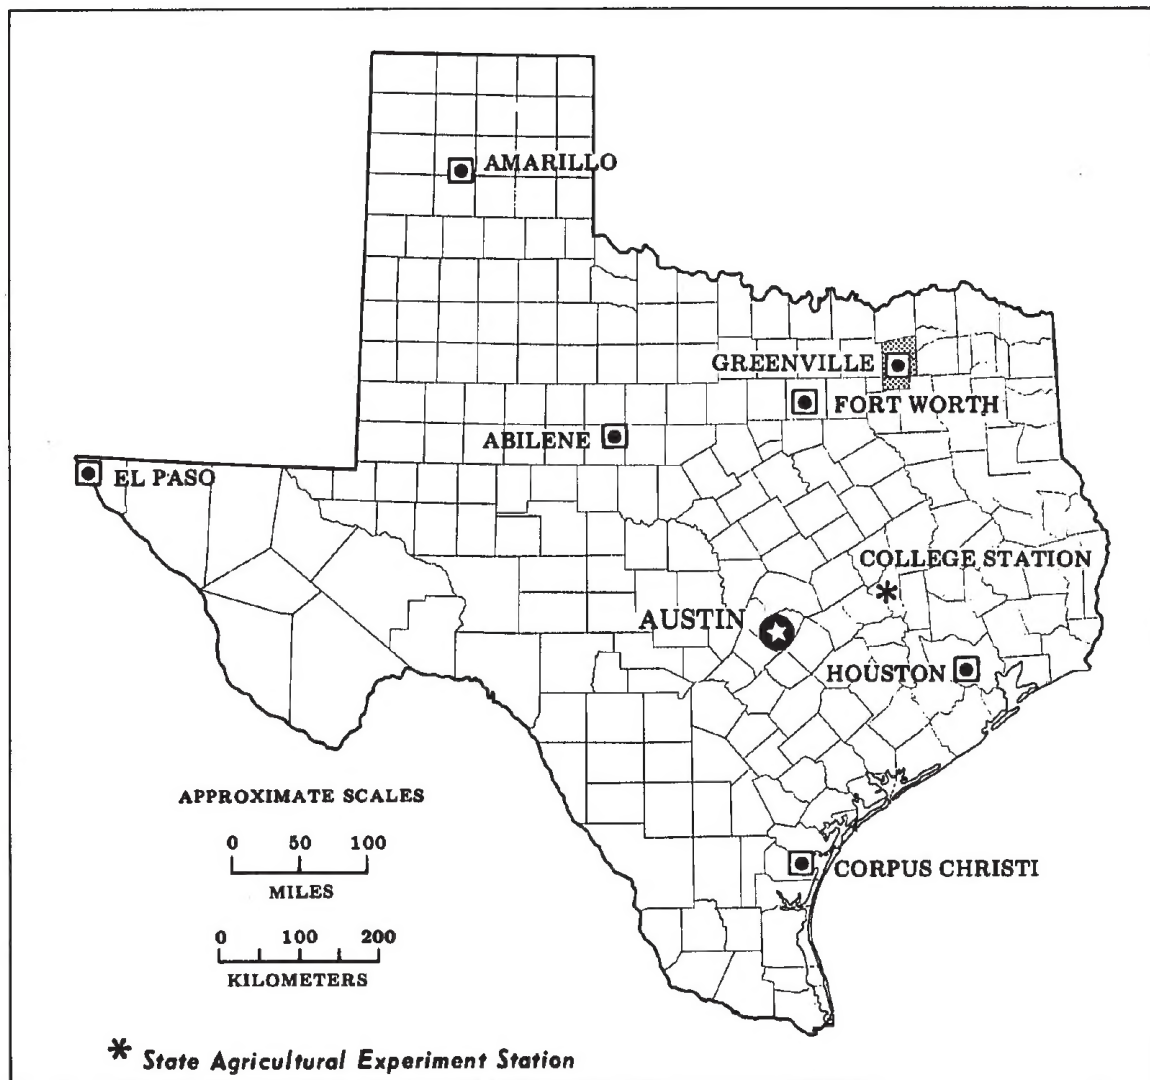 AMARILLO
GREENVILLE
FORT WORTH
ABILENE
EL PASO
COLLEGE STATION
*
AUSTIN
HOUSTON
APPROXIMATE SCALES
0 50 100
MILES
CORPUS CHRISTI
0 100 200
KILOMETERS
* State Agricultural Experiment Station